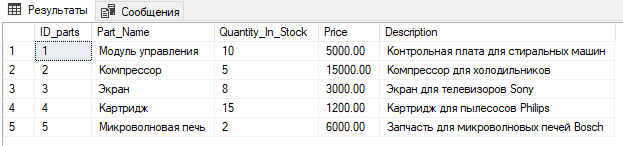 Результаты Сообщения
ID_parts Part_Name Quantity_In_Stock Price Description
1 1 Модуль управления 10 5000.00 Контрольная плата для стиральных машин
2 2 Компрессор 5 15000.00 Компрессор для холодильников
3 3 Экран 8 3000.00 Экран для телевизоров Sony
4 4 Картридж 15 1200.00 Картридж для пылесосов Philips
5 5 Микроволновая печь 2 6000.00 Запчасть для микроволновых печей Bosch